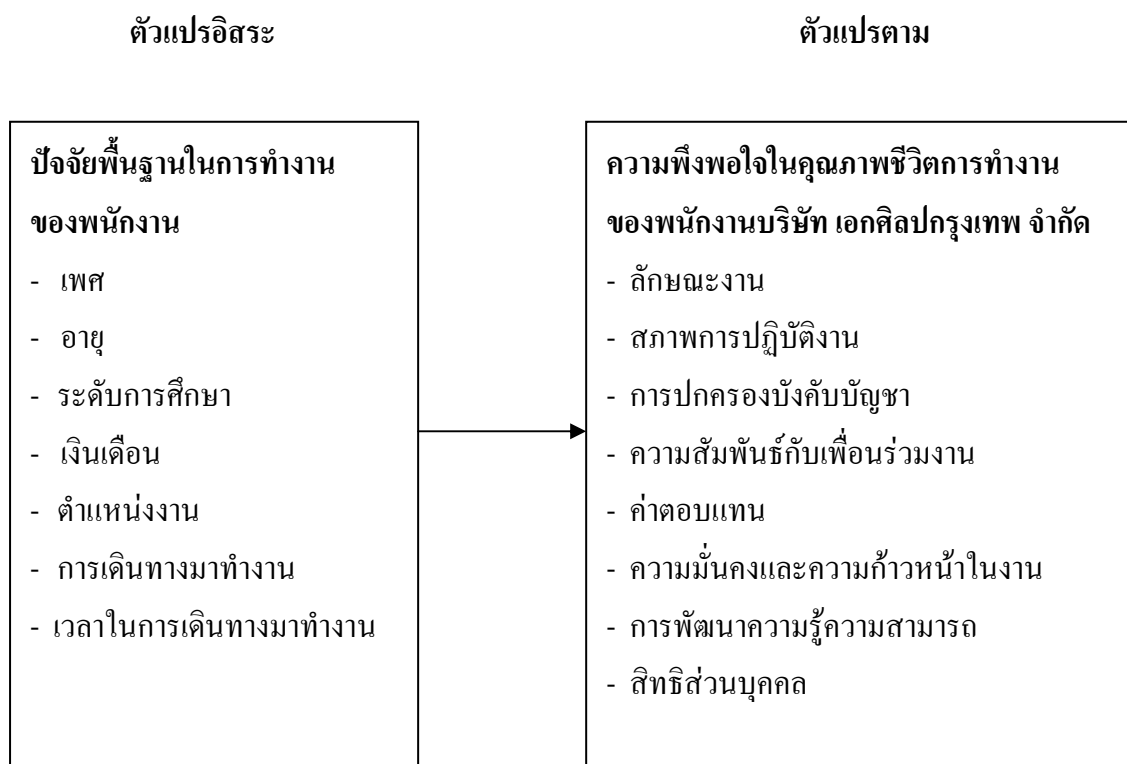 ตัวแปรอิสระ
ตัวแปรตาม
ปัจจัยพื้นฐานในการทำงาน
ของพนักงาน
- เพศ
- อายุ
- ระดับการศึกษา
- เงินเดือน
- ตำแหน่งงาน
- การเดินทางมาทำงาน
- เวลาในการเดินทางมาทำงาน
ความพึงพอใจในคุณภาพชีวิตการทำงาน
ของพนักงานบริษัท เอกศิลปกรุงเทพ จำกัด
- ลักษณะงาน
- สภาพการปฏิบัติงาน
- การปกครองบังคับบัญชา
- ความสัมพันธ์กับเพื่อนร่วมงาน
- ค่าตอบแทน
- ความมั่นคงและความก้าวหน้าในงาน
- การพัฒนาความรู้ความสามารถ
- สิทธิส่วนบุคคล